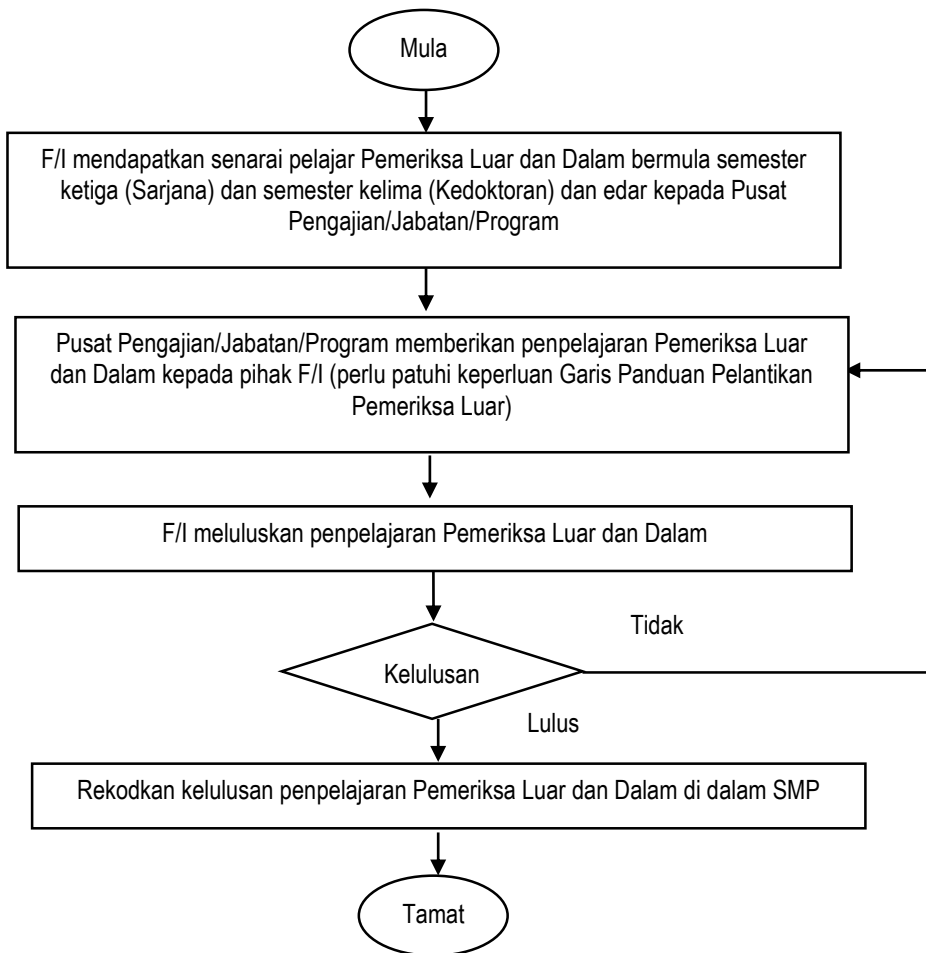 Mula
F/I mendapatkan senarai pelajar Pemeriksa Luar dan Dalam bermula semester
ketiga (Sarjana) dan semester kelima (Kedoktoran) dan edar kepada Pusat
Pengajian/Jabatan/Program
Pusat Pengajian/Jabatan/Program memberikan penpelajaran Pemeriksa Luar
dan Dalam kepada pihak F/I (perlu patuhi keperluan Garis Panduan Pelantikan
Pemeriksa Luar)
F/I meluluskan penpelajaran Pemeriksa Luar dan Dalam
Tidak
Kelulusan
Lulus
Rekodkan kelulusan penpelajaran Pemeriksa Luar dan Dalam di dalam SMP
Tamat